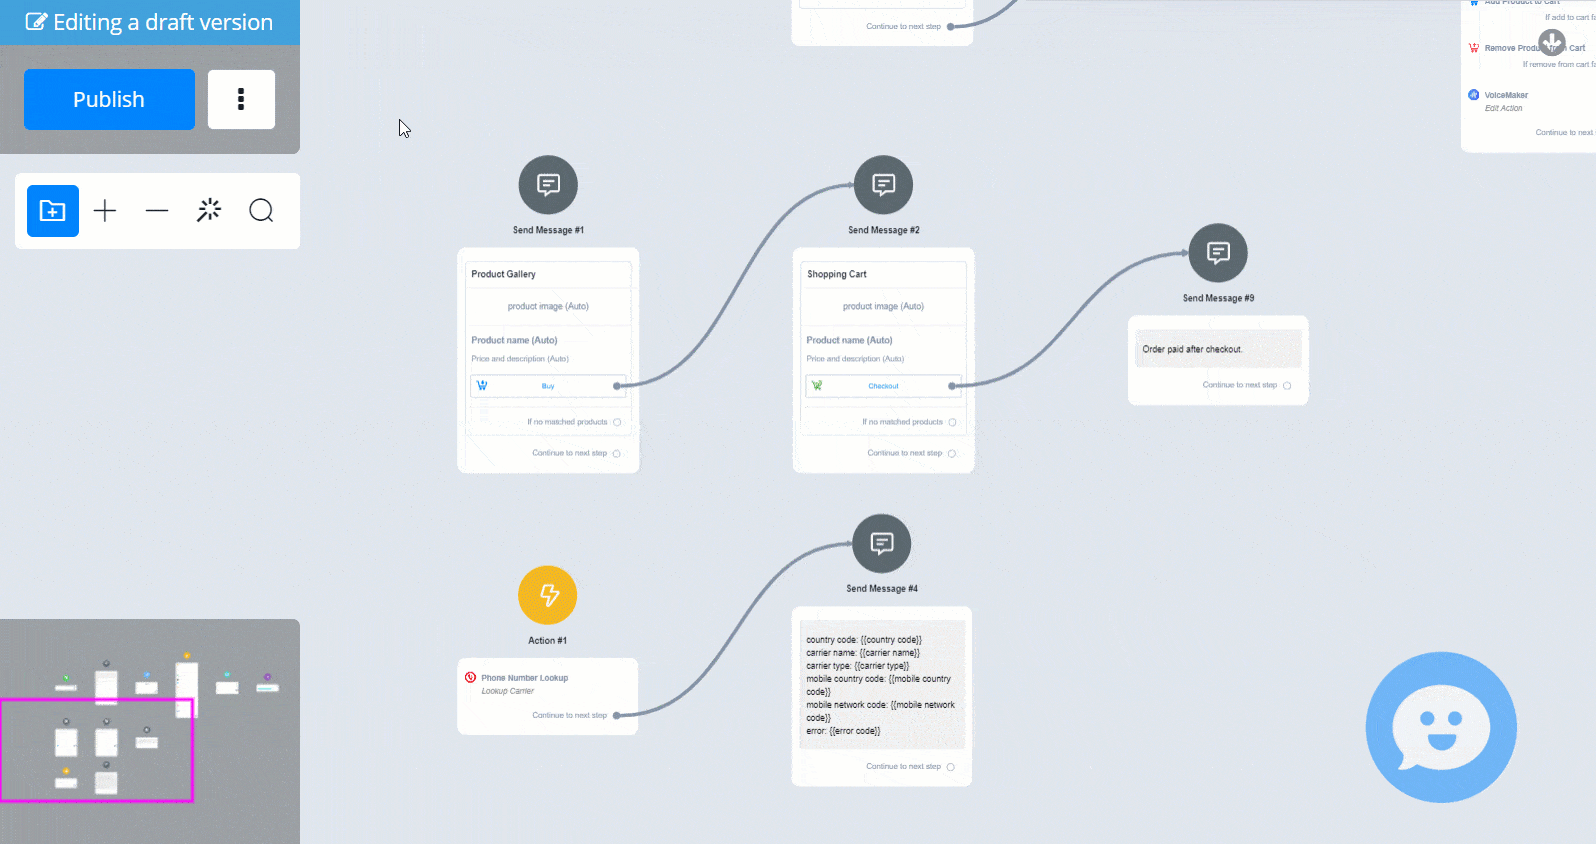 Editing a draft version
Publish
Continue to next step
Add Product to Cart
If add to cart fa
Remove Product from Cart
If remove from cart fa
VoiceMaker
Edit Action
Continue to next
Send Message #1
Product Gallery
product image (Auto)
Product name (Auto)
Price and description (Auto)
Buy
If no matched products
Continue to next step
Send Message #2
Shopping Cart
product image (Auto)
Product name (Auto)
Price and description (Auto)
Checkout
If no matched products
Continue to next step
Send Message #9
Order paid after checkout.
Continue to next step
Action #1
Phone Number Lookup
Lookup Carrier
Continue to next step
Send Message #4
country code: {{country code}}
carrier name: {{carrier name}}
carrier type: {{carrier type}}
mobile country code: {{mobile country
code}}
mobile network code: {{mobile network
code}}
error: {{error code}}
Continue to next step